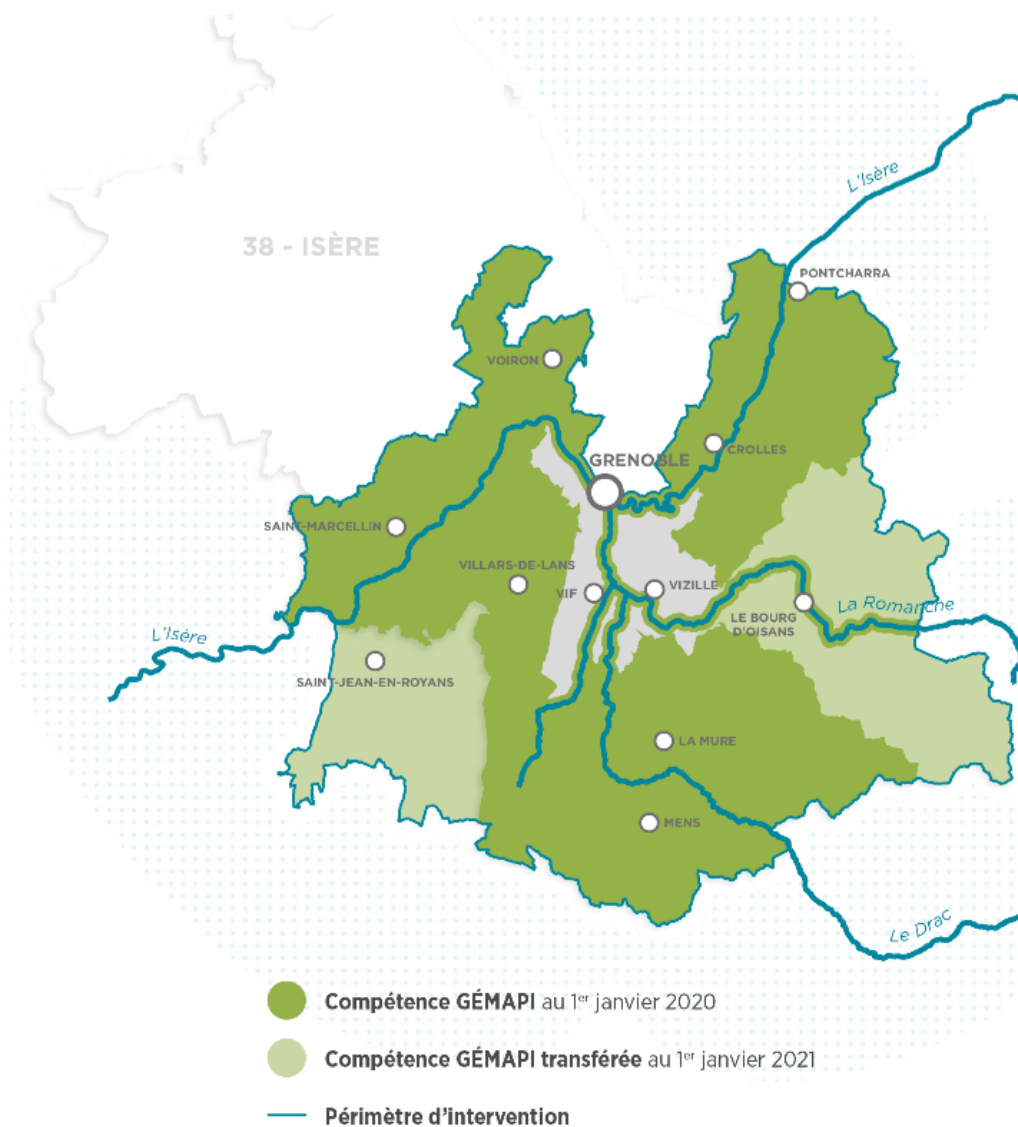 L'Isère
38 - ISÈRE
PONTCHARRA
VOIRON
CROLLES
GRENOBLE
SAINT-MARCELLIN
VILLARS-DE-LANS
VIF
VIZILLE
LE BOURG
D'OISANS
La Romanche
L'Isère
SAINT-JEAN-EN-ROYANS
LA MURE
MENS
Le Drac
Compétence GÉMAPI au 1er janvier 2020
Compétence GÉMAPI transférée au 1er janvier 2021
Périmètre d'intervention